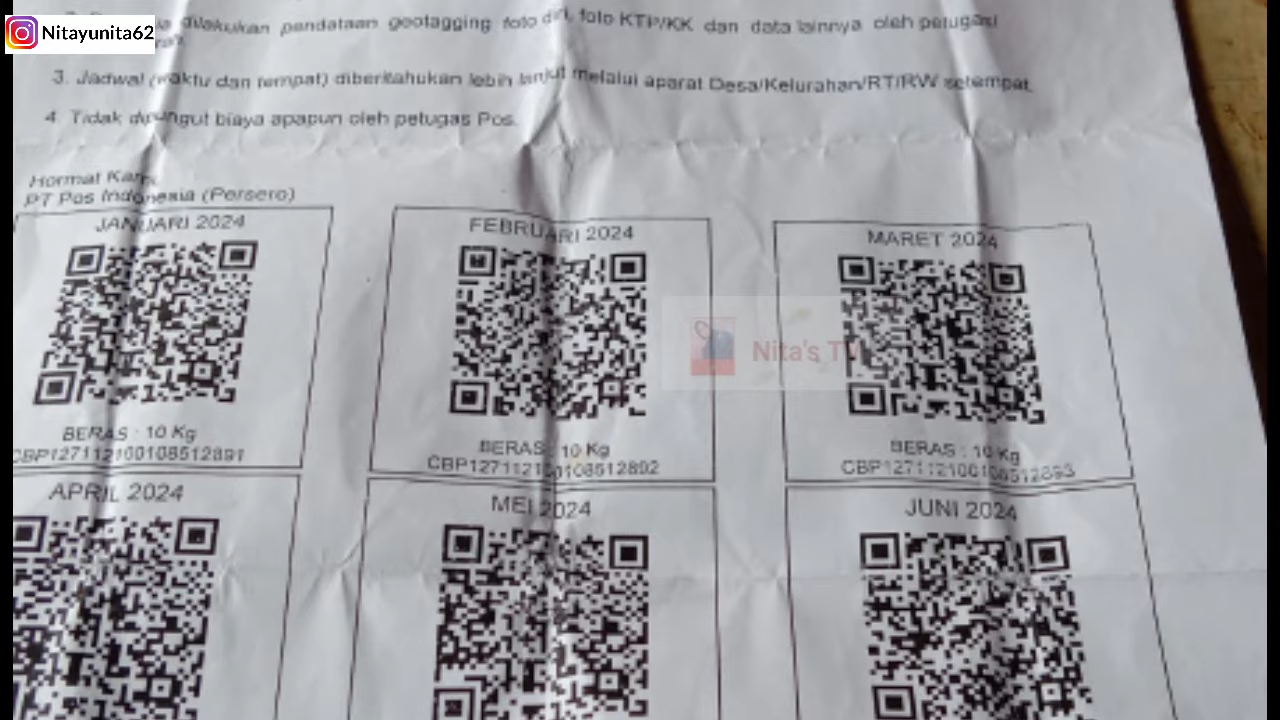 Nitayunita62
dilakukan pendataan geotagging foto diri, foto KTP/KK dan data lainnya oleh petugas/
3. Jadwal (waktu dan tempat) diberitahukan lebih lanjut melalui aparat Desa/Kelurahan/RT/RW setempat.
4. Tidak dipungut biaya apapun oleh petugas Pos.
Hormat Kami,
PT Pos Indonesia (Persero)
JANUARI 2024
FEBRUARI 2024
MARET 2024
Nita's TV
BERAS : 10 Kg
CBP127112100108512891
BERAS : 10 Kg
CBP127112100108512892
BERAS : 10 Kg
CBP127112100108512893
APRIL 2024
MEI 2024
JUNI 2024